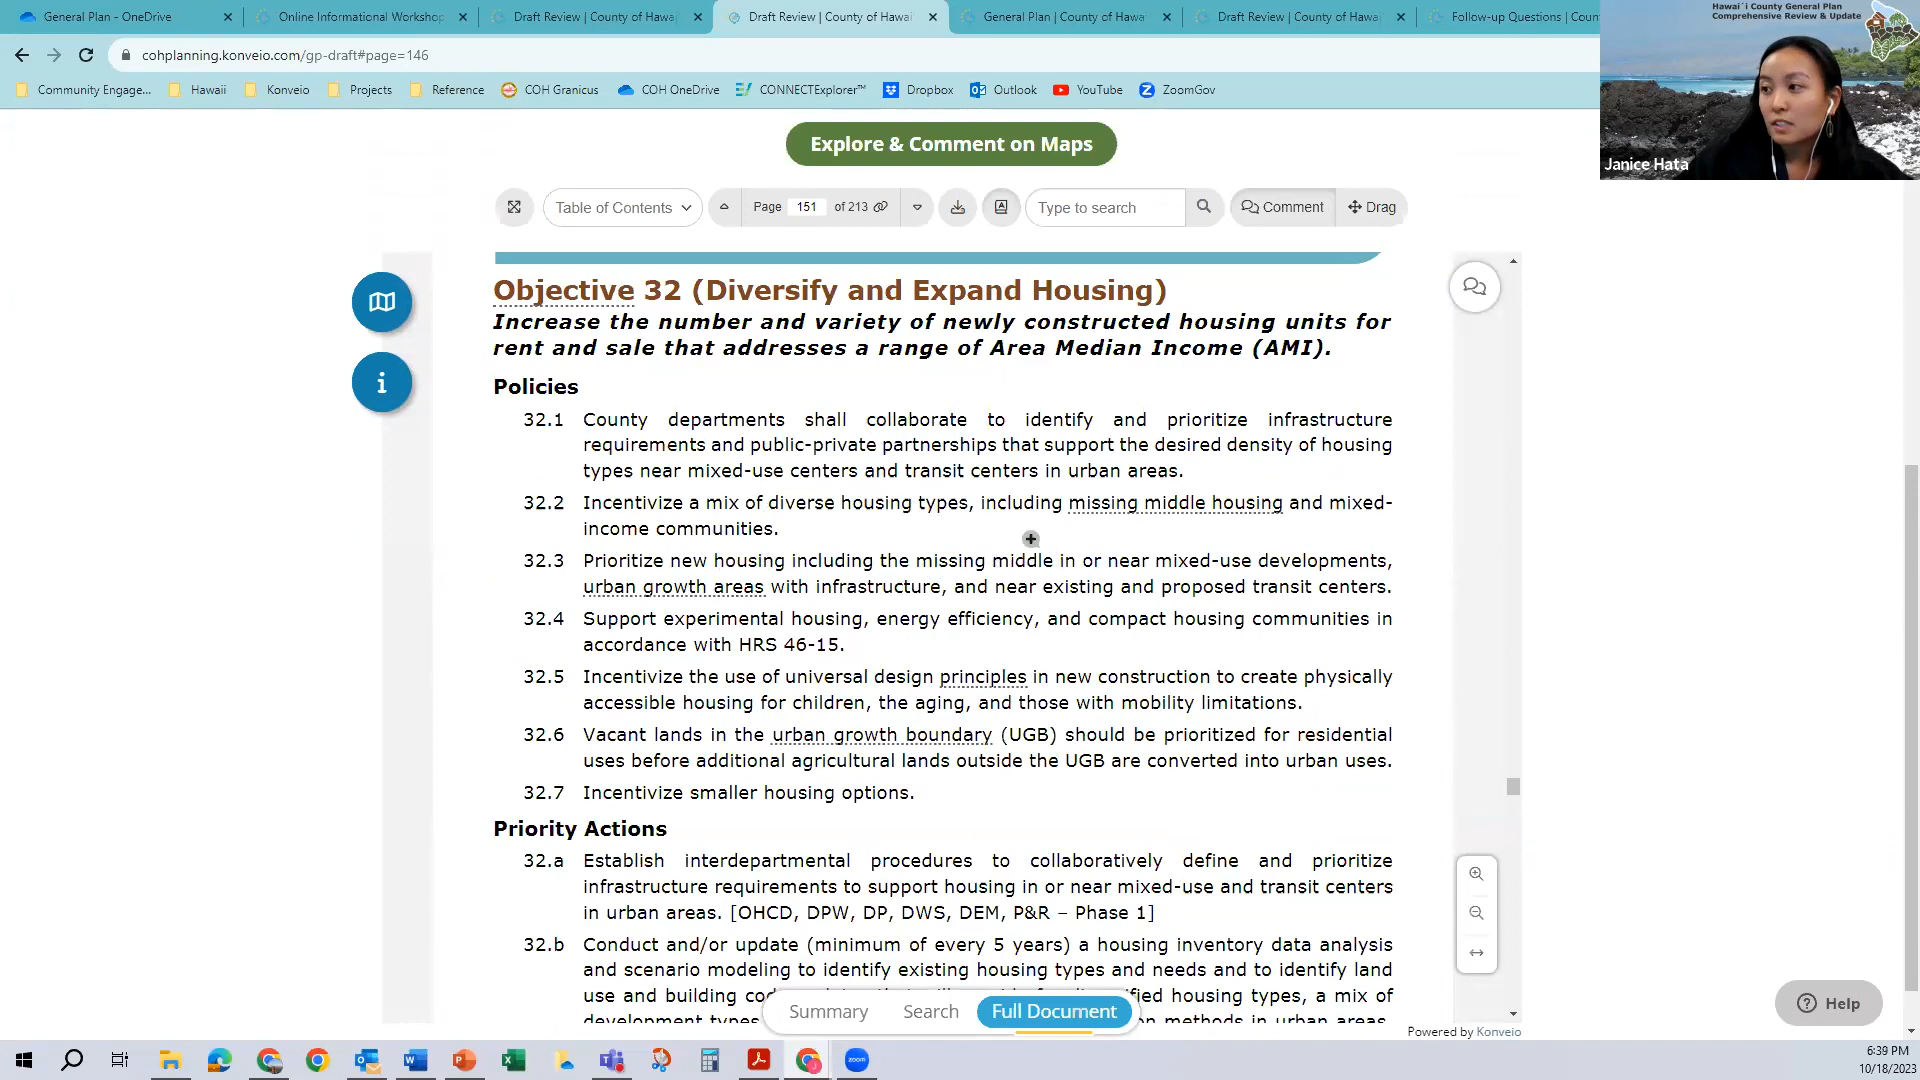 General Plan - OneDrive
Online Informational Workshop
Draft Review | County of Hawai
Draft Review | County of Hawai
General Plan | County of Hawai
Draft Review | County of Hawai
Follow-up Questions | Coun
Hawaiʻi County General Plan
Comprehensive Review & Update
cohplanning.konveio.com/gp-draft#page=146
Community Engage...
Hawaii
Konveio
Projects
Reference
COH Granicus
COH OneDrive
CONNECTExplorer™
Dropbox
Outlook
YouTube
ZoomGov
Janice Hata
Explore & Comment on Maps
Table of Contents
Page 151 of 213
Type to search
Comment
Drag
Objective 32 (Diversify and Expand Housing)
Increase the number and variety of newly constructed housing units for
rent and sale that addresses a range of Area Median Income (AMI).
Policies
32.1 County departments shall collaborate to identify and prioritize infrastructure
requirements and public-private partnerships that support the desired density of housing
types near mixed-use centers and transit centers in urban areas.
32.2 Incentivize a mix of diverse housing types, including missing middle housing and mixed-
income communities.
32.3 Prioritize new housing including the missing middle in or near mixed-use developments,
urban growth areas with infrastructure, and near existing and proposed transit centers.
32.4 Support experimental housing, energy efficiency, and compact housing communities in
accordance with HRS 46-15.
32.5 Incentivize the use of universal design principles in new construction to create physically
accessible housing for children, the aging, and those with mobility limitations.
32.6 Vacant lands in the urban growth boundary (UGB) should be prioritized for residential
uses before additional agricultural lands outside the UGB are converted into urban uses.
32.7 Incentivize smaller housing options.
Priority Actions
32.a Establish interdepartmental procedures to collaboratively define and prioritize
infrastructure requirements to support housing in or near mixed-use and transit centers
in urban areas. [OHCD, DPW, DP, DWS, DEM, P&R – Phase 1]
32.b Conduct and/or update (minimum of every 5 years) a housing inventory data analysis
and scenario modeling to identify existing housing types and needs and to identify land
use and building housing types, a mix of
development methods in urban areas.
Summary
Search
Full Document
Help
Powered by Konveio
6:39 PM
10/18/2023